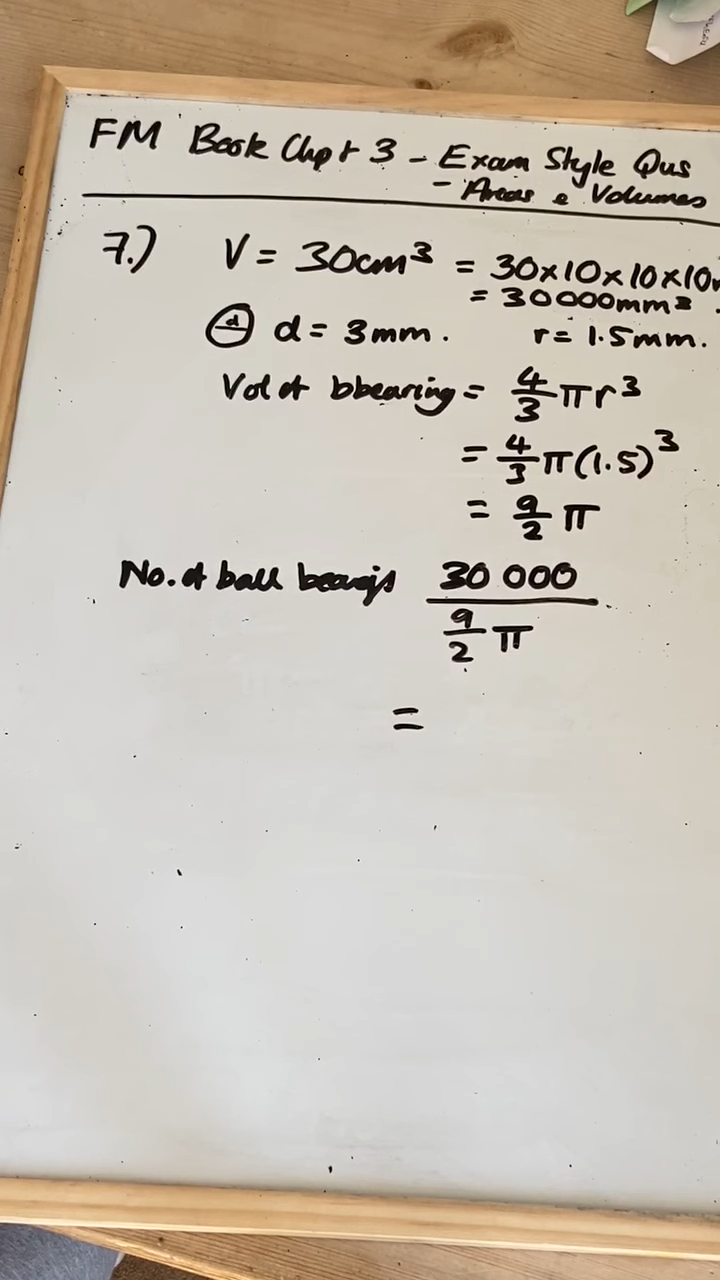 FM Book Chpt 3 - Exam Style Qus
- Areas & Volumes
7.) V = 30cm³ = 30×10×10×10m
= 30000mm³.
d d = 3mm. r = 1.5mm.
Vol of bbearing = 4/3 πr³
= 4/3 π(1.5)³
= 9/2 π
No. of ball bearings 30 000
9/2 π
=